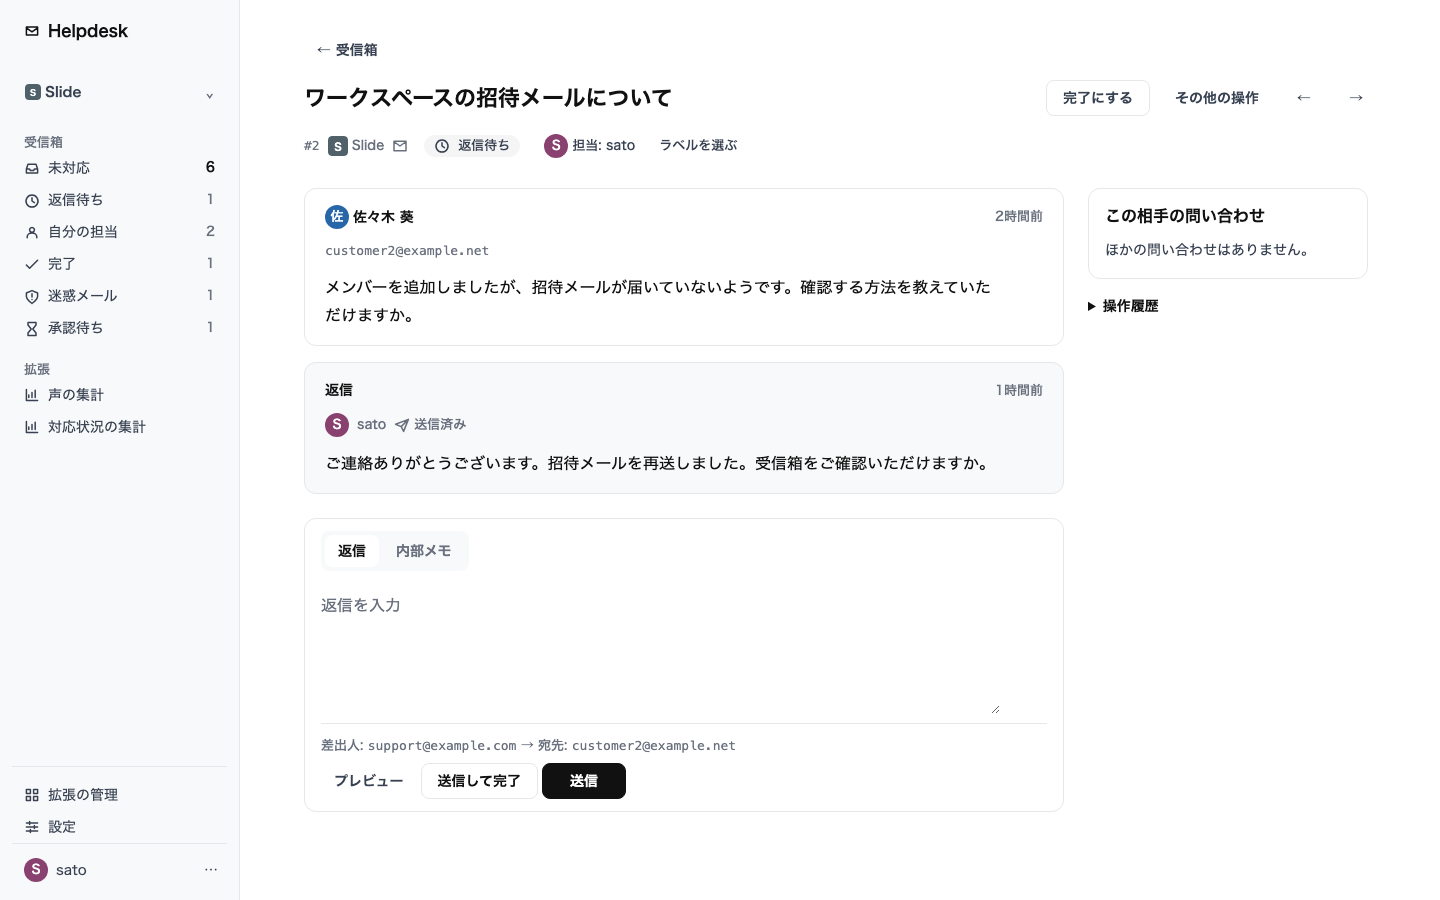 Helpdesk
S Slide
受信箱
未対応 6
返信待ち 1
自分の担当 2
完了 1
迷惑メール 1
承認待ち 1
拡張
声の集計
対応状況の集計
拡張の管理
設定
S sato …
← 受信箱
ワークスペースの招待メールについて
完了にする その他の操作 ← →
#2 S Slide 返信待ち S 担当: sato ラベルを選ぶ
佐 佐々木 葵 2時間前
customer2@example.net
メンバーを追加しましたが、招待メールが届いていないようです。確認する方法を教えていた
だけますか。
返信 1時間前
S sato 送信済み
ご連絡ありがとうございます。招待メールを再送しました。受信箱をご確認いただけますか。
返信 内部メモ
返信を入力
差出人: support@example.com → 宛先: customer2@example.net
プレビュー 送信して完了 送信
この相手の問い合わせ
ほかの問い合わせはありません。
▶ 操作履歴